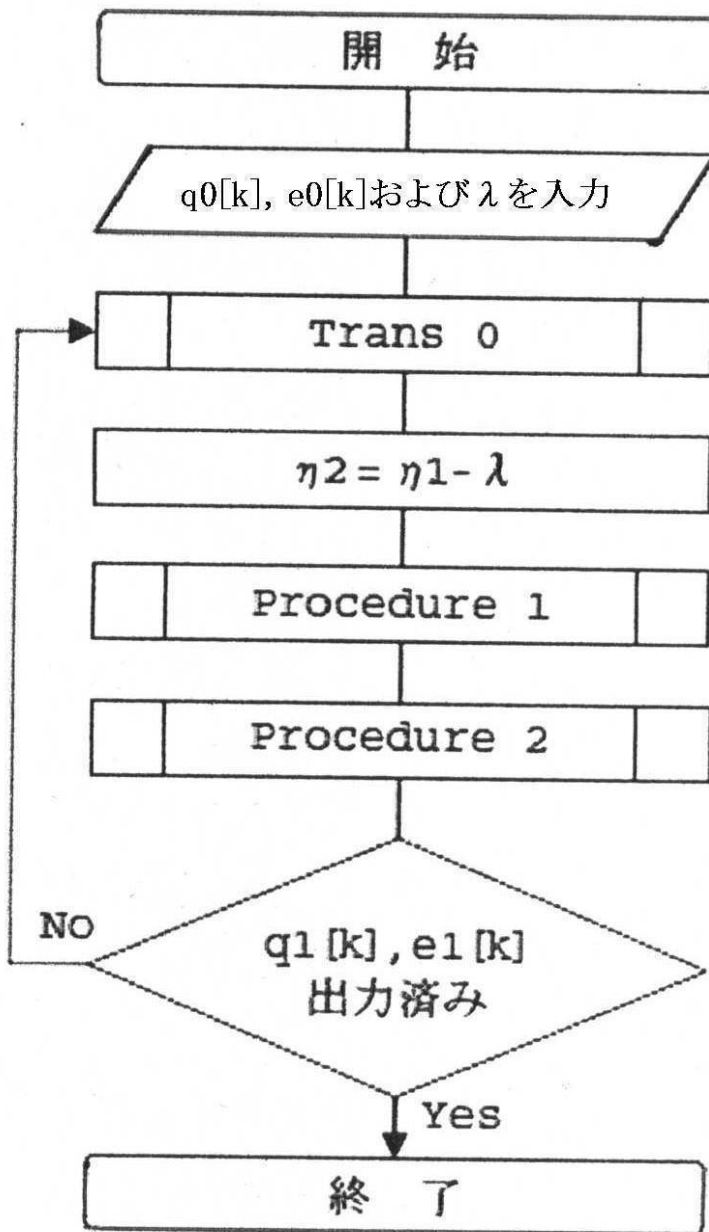 開 始
q0[k], e0[k]およびλを入力
Trans 0
η2= η1-λ
Procedure 1
Procedure 2
No
q1[k],e1[k]
出力済み
Yes
終 了